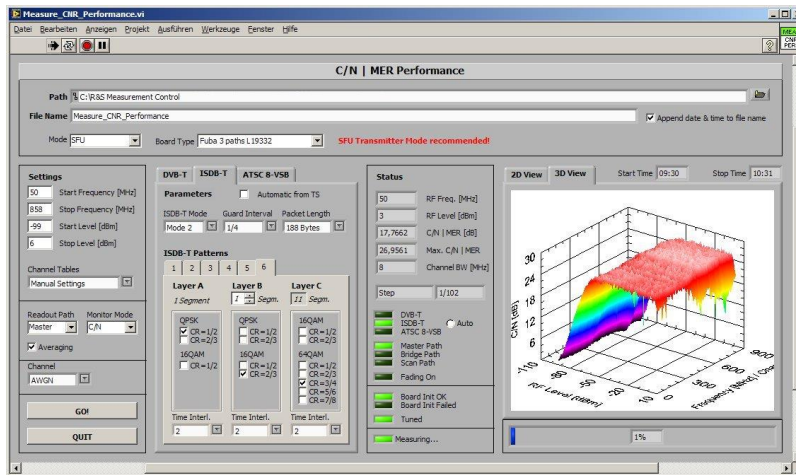 Measure_CNR_Performance.vi
Datei Bearbeiten Anzeigen Projekt Ausführen Werkzeuge Fenster Hilfe
C/N | MER Performance
Path C:\R&S Measurement Control
File Name Measure_CNR_Performance
Append date & time to file name
Mode SFU Board Type Fuba 3 paths L19332 SFU Transmitter Mode recommended!
Settings
50 Start Frequency [MHz]
858 Stop Frequency [MHz]
-99 Start Level [dBm]
6 Stop Level [dBm]
Channel Tables
Manual Settings
Readout Path Monitor Mode
Master C/N
Averaging
Channel
AWGN
GO!
QUIT
DVB-T ISDB-T ATSC 8-VSB
Parameters Automatic from TS
ISDB-T Mode Guard Interval Packet Length
Mode 2 1/4 188 Bytes
ISDB-T Patterns
1 2 3 4 5 6
Layer A Layer B Layer C
1 Segment 1 Segm. 11 Segm.
QPSK QPSK 16QAM
CR=1/2 CR=1/2 CR=1/2
CR=2/3 CR=2/3 CR=2/3
16QAM 16QAM 64QAM
CR=1/2 CR=1/2 CR=1/2
CR=2/3 CR=2/3
CR=3/4
CR=5/6
CR=7/8
Time Interl. Time Interl. Time Interl.
2 2 2
Status
50 RF Freq. [MHz]
3 RF Level [dBm]
17,7662 C/N | MER [dB]
26,9561 Max. C/N | MER
8 Channel BW [MHz]
Step 1/102
DVB-T
ISDB-T Auto
ATSC 8-VSB
Master Path
Bridge Path
Scan Path
Fading On
Board Init OK
Board Init Failed
Tuned
Measuring...
2D View 3D View Start Time 09:30 Stop Time 10:31
30
24
18
12
6
C/N [dB]
-110 -80 -50 -20 10
RF Level [dBm]
0 300 600 900
Frequency [MHz]
1%